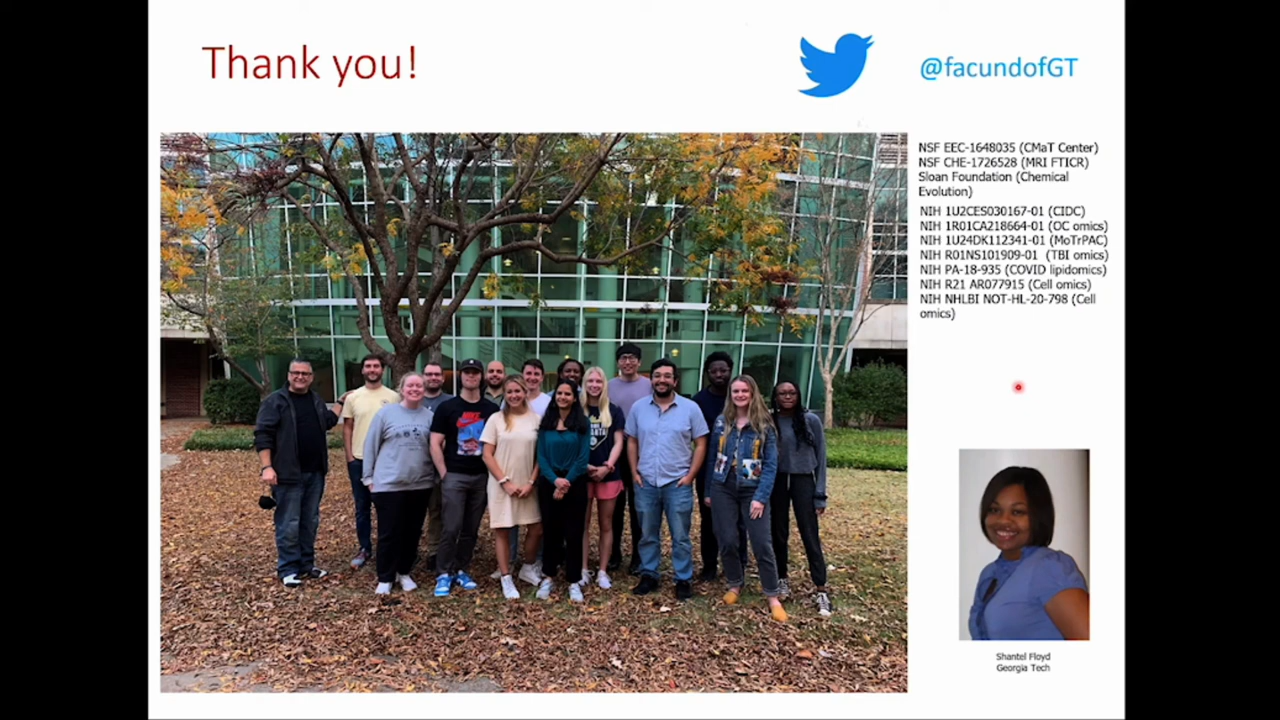 Thank you!
@facundofGT
NSF EEC-1648035 (CMaT Center)
NSF CHE-1726528 (MRI FTICR)
Sloan Foundation (Chemical
Evolution)
NIH 1U2CES030167-01 (CIDC)
NIH 1R01CA218664-01 (OC omics)
NIH 1U24DK112341-01 (MoTrPAC)
NIH R01NS101909-01 (TBI omics)
NIH PA-18-935 (COVID lipidomics)
NIH R21 AR077915 (Cell omics)
NIH NHLBI NOT-HL-20-798 (Cell
omics)
Shantel Floyd
Georgia Tech